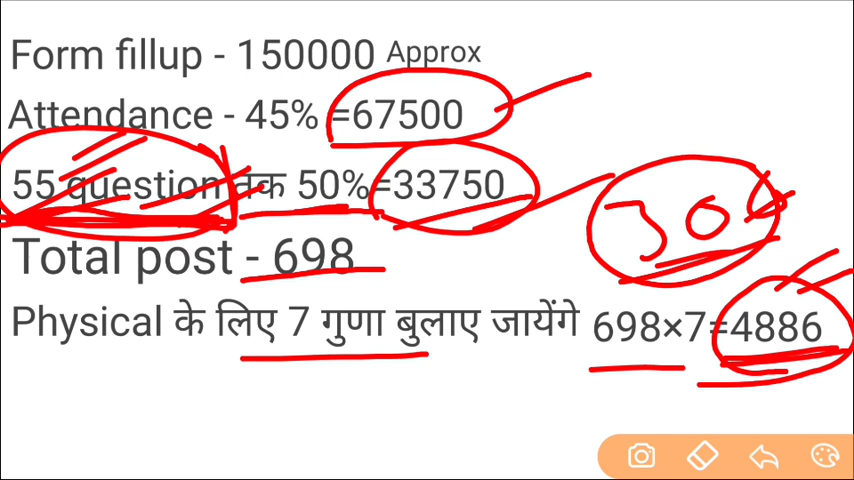 Form fillup - 150000 Approx
Attendance - 45% =67500
55 question तक 50%=33750
30
Total post - 698
Physical के लिए 7 गुणा बुलाए जायेंगे 698×7=4886